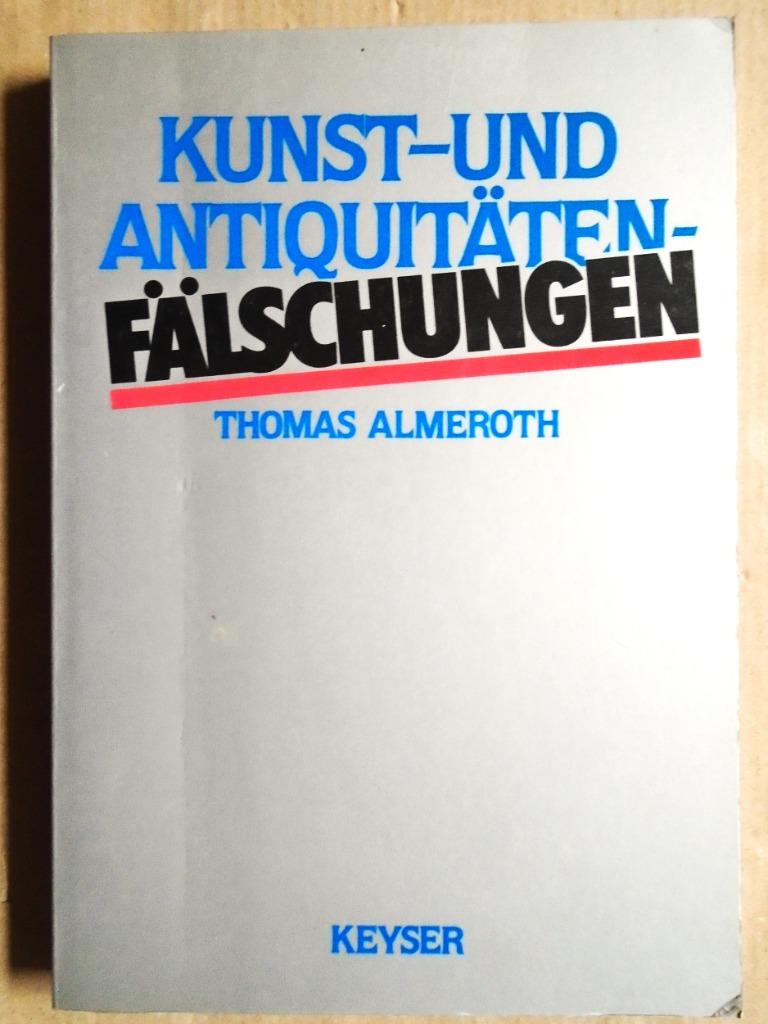 KUNST–UND
ANTIQUITÄTEN-
FÄLSCHUNGEN
THOMAS ALMEROTH
KEYSER